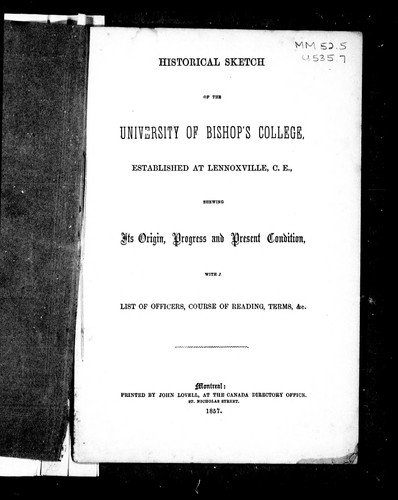 MM 52.5
U535.7
HISTORICAL SKETCH
OF THE
UNIVERSITY OF BISHOP'S COLLEGE,
ESTABLISHED AT LENNOXVILLE, C. E.,
SHEWING
Its Origin, Progress and Present Condition,
WITH
LIST OF OFFICERS, COURSE OF READING, TERMS, &c.
Montreal:
PRINTED BY JOHN LOVELL, AT THE CANADA DIRECTORY OFFICE.
ST. NICHOLAS STREET.
1857.